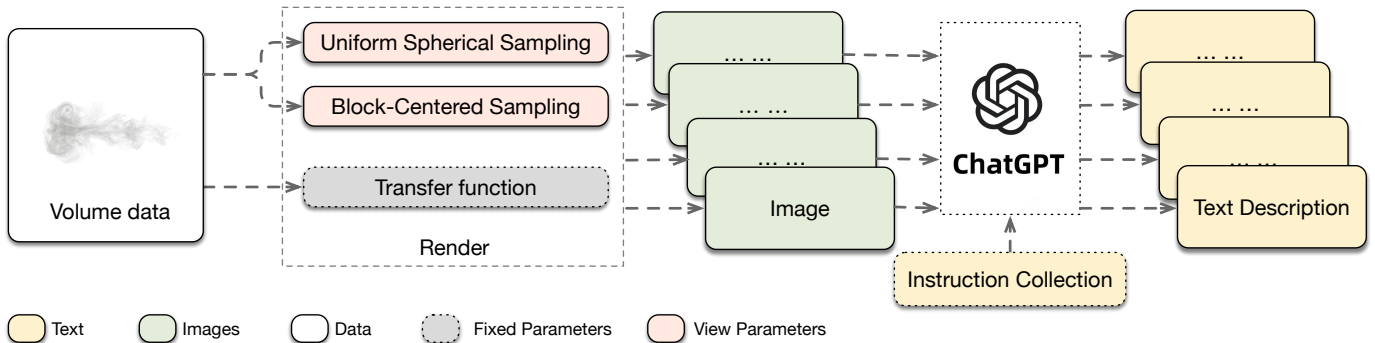 Volume data
Uniform Spherical Sampling
Block-Centered Sampling
Transfer function
Render
... ...
... ...
... ...
Image
ChatGPT
Instruction Collection
... ...
... ...
... ...
Text Description
Text
Images
Data
Fixed Parameters
View Parameters